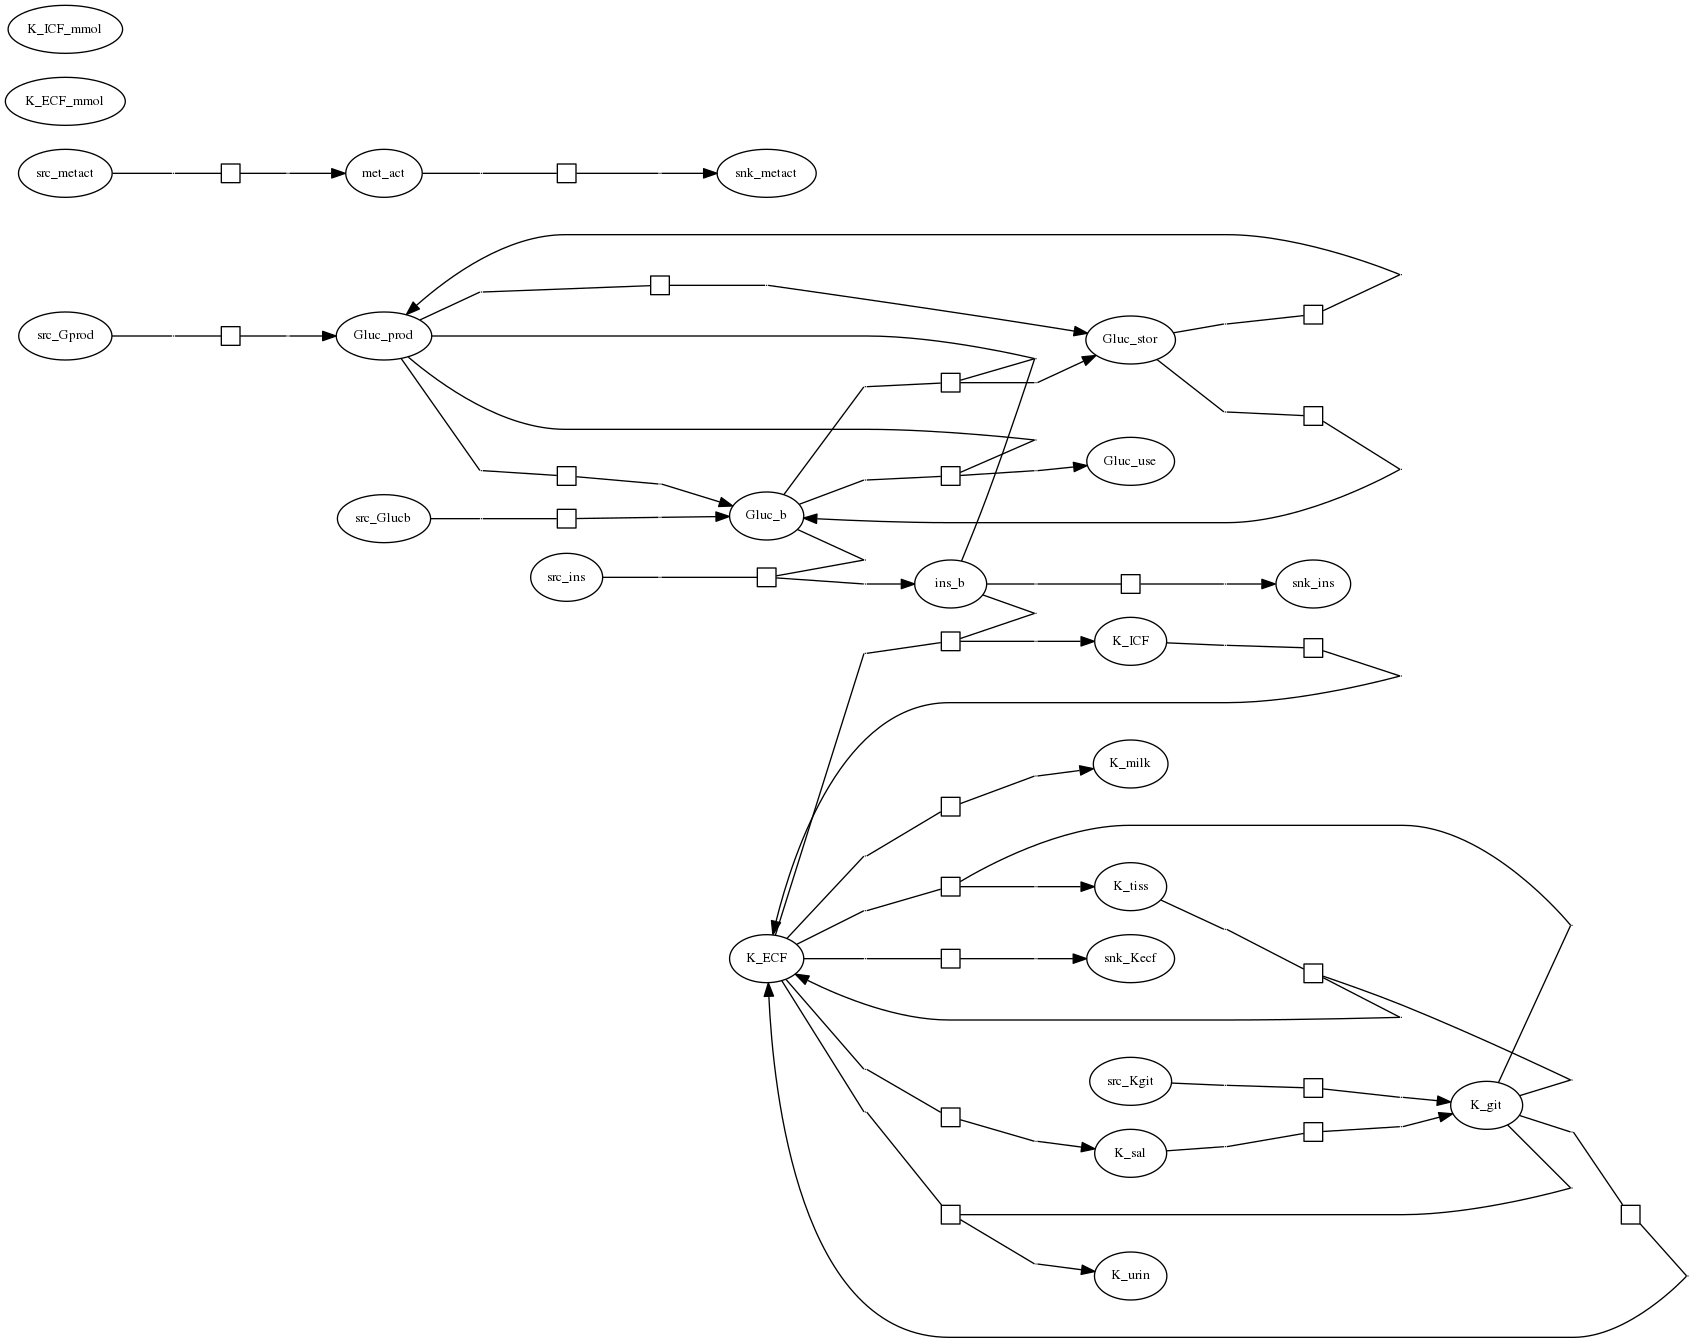 K_ICF_mmol
K_ECF_mmol
src_metact
met_act
snk_metact
src_Gprod
Gluc_prod
Gluc_stor
Gluc_use
src_Glucb
Gluc_b
src_ins
ins_b
snk_ins
K_ICF
K_milk
K_tiss
K_ECF
snk_Kecf
src_Kgit
K_git
K_sal
K_urin